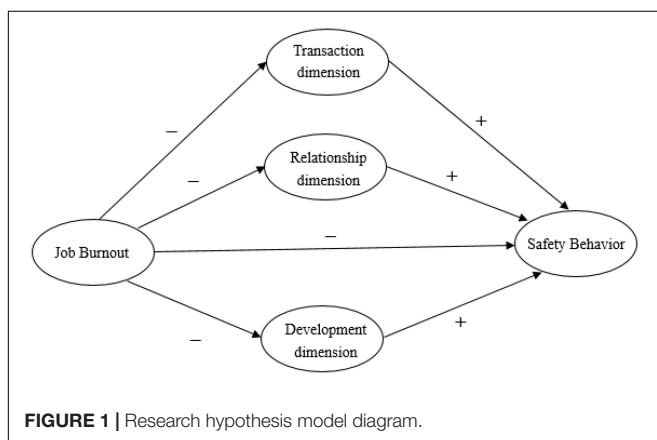 Transaction
dimension
−
+
Relationship
dimension
−
+
Job Burnout
−
Safety Behavior
−
Development
dimension
+
FIGURE 1 | Research hypothesis model diagram.